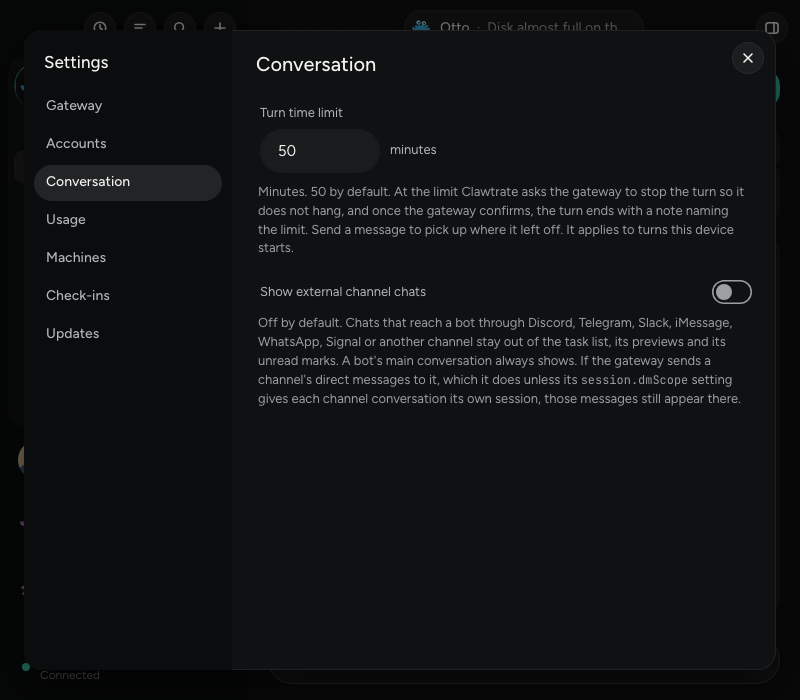 Otto · Disk almost full on th
Settings
Gateway
Accounts
Conversation
Usage
Machines
Check-ins
Updates
Connected
Conversation
Turn time limit
50 minutes
Minutes. 50 by default. At the limit Clawtrate asks the gateway to stop the turn so it
does not hang, and once the gateway confirms, the turn ends with a note naming
the limit. Send a message to pick up where it left off. It applies to turns this device
starts.
Show external channel chats
Off by default. Chats that reach a bot through Discord, Telegram, Slack, iMessage,
WhatsApp, Signal or another channel stay out of the task list, its previews and its
unread marks. A bot's main conversation always shows. If the gateway sends a
channel's direct messages to it, which it does unless its session.dmScope setting
gives each channel conversation its own session, those messages still appear there.